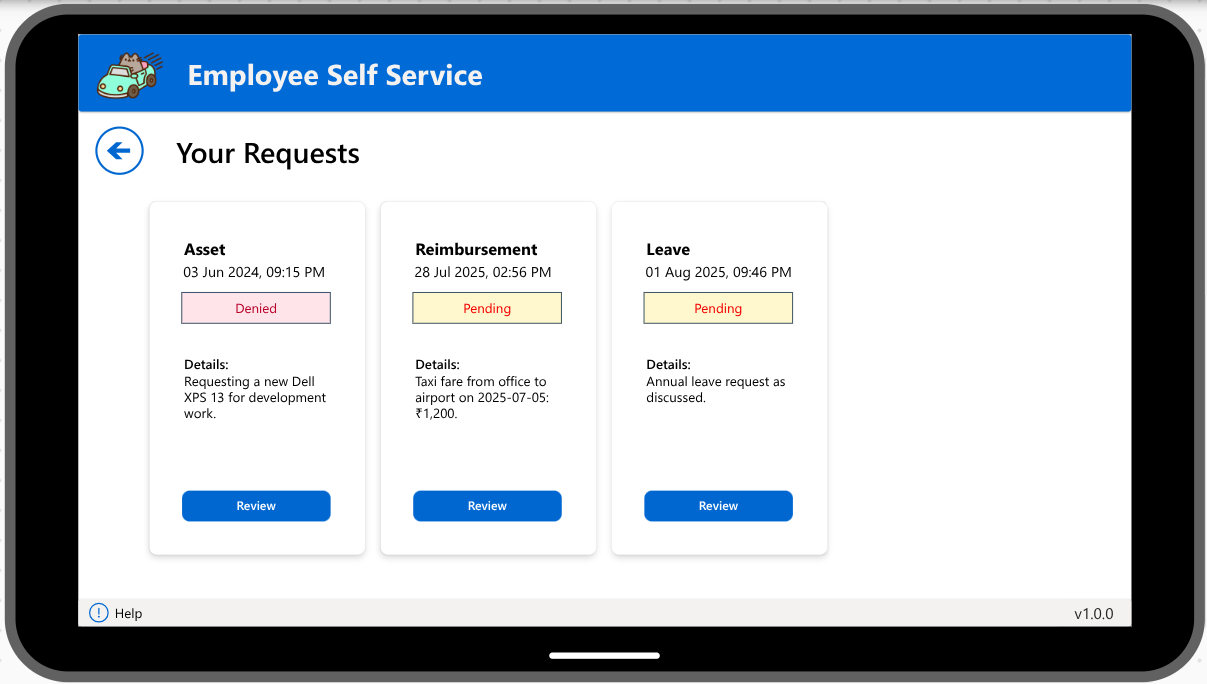 Employee Self Service
Your Requests
Asset
03 Jun 2024, 09:15 PM
Denied
Details:
Requesting a new Dell
XPS 13 for development
work.
Review
Reimbursement
28 Jul 2025, 02:56 PM
Pending
Details:
Taxi fare from office to
airport on 2025-07-05:
₹1,200.
Review
Leave
01 Aug 2025, 09:46 PM
Pending
Details:
Annual leave request as
discussed.
Review
Help
v1.0.0